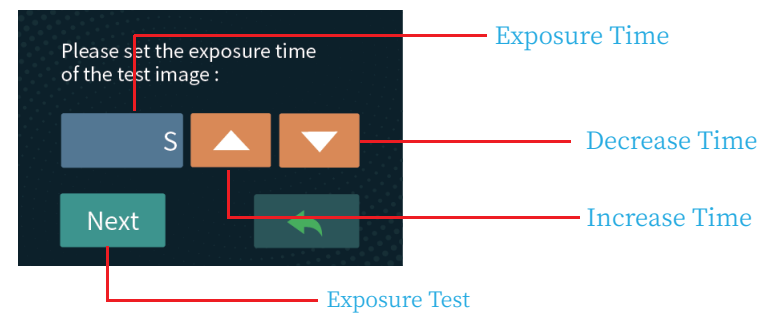 Please set the exposure time
of the test image :
Exposure Time
S
Decrease Time
Next
Increase Time
Exposure Test